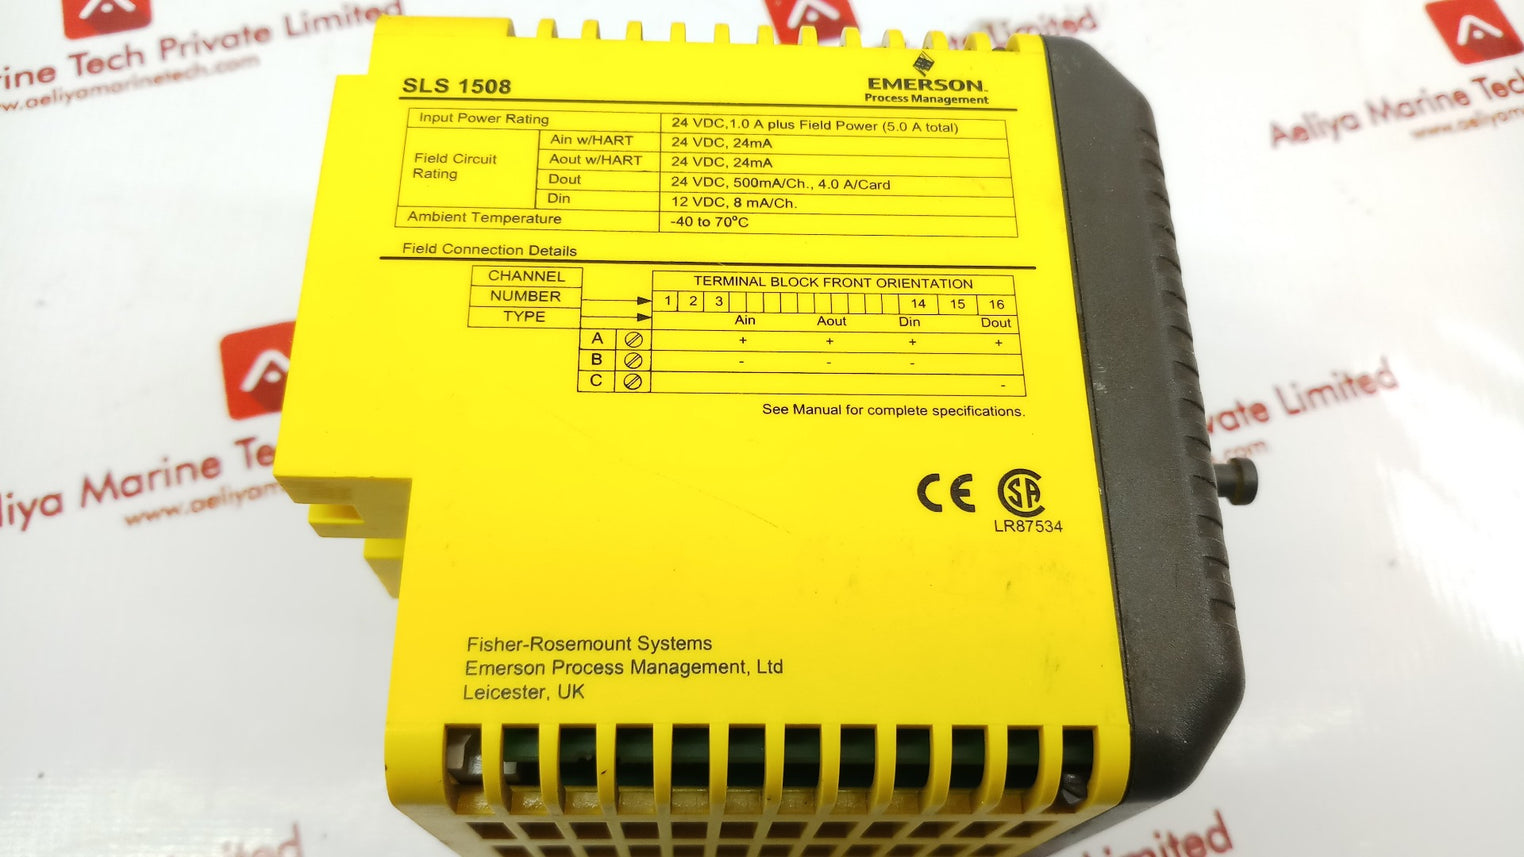 Aeliya Marine Tech Private Limited
www.aeliyamarinetech.com
SLS 1508
EMERSON™
Process Management
Input Power Rating 24 VDC,1.0 A plus Field Power (5.0 A total)
Field Circuit Rating
Ain w/HART 24 VDC, 24mA
Aout w/HART 24 VDC, 24mA
Dout 24 VDC, 500mA/Ch., 4.0 A/Card
Din 12 VDC, 8 mA/Ch.
Ambient Temperature -40 to 70°C
Field Connection Details
CHANNEL TERMINAL BLOCK FRONT ORIENTATION
NUMBER 1 2 3 14 15 16
TYPE Ain Aout Din Dout
A + + + +
B - - -
C -
See Manual for complete specifications.
CE SA
LR87534
Fisher-Rosemount Systems
Emerson Process Management, Ltd
Leicester, UK